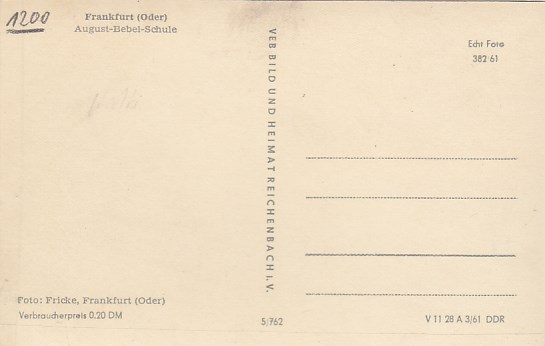 1200
Frankfurt (Oder)
August-Bebel-Schule
Echt Foto
382/61
VEB BILD UND HEIMAT REICHENBACH I.V.
Foto: Fricke, Frankfurt (Oder)
Verbraucherpreis 0,20 DM
5/762
V 11 28 A 3/61 DDR